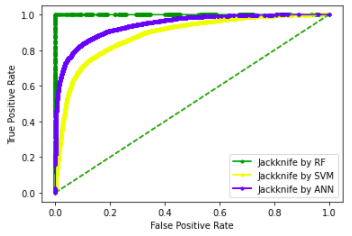 True Positive Rate
1.0
0.8
0.6
0.4
0.2
0.0
0.0 0.2 0.4 0.6 0.8 1.0
False Positive Rate
Jackknife by RF
Jackknife by SVM
Jackknife by ANN